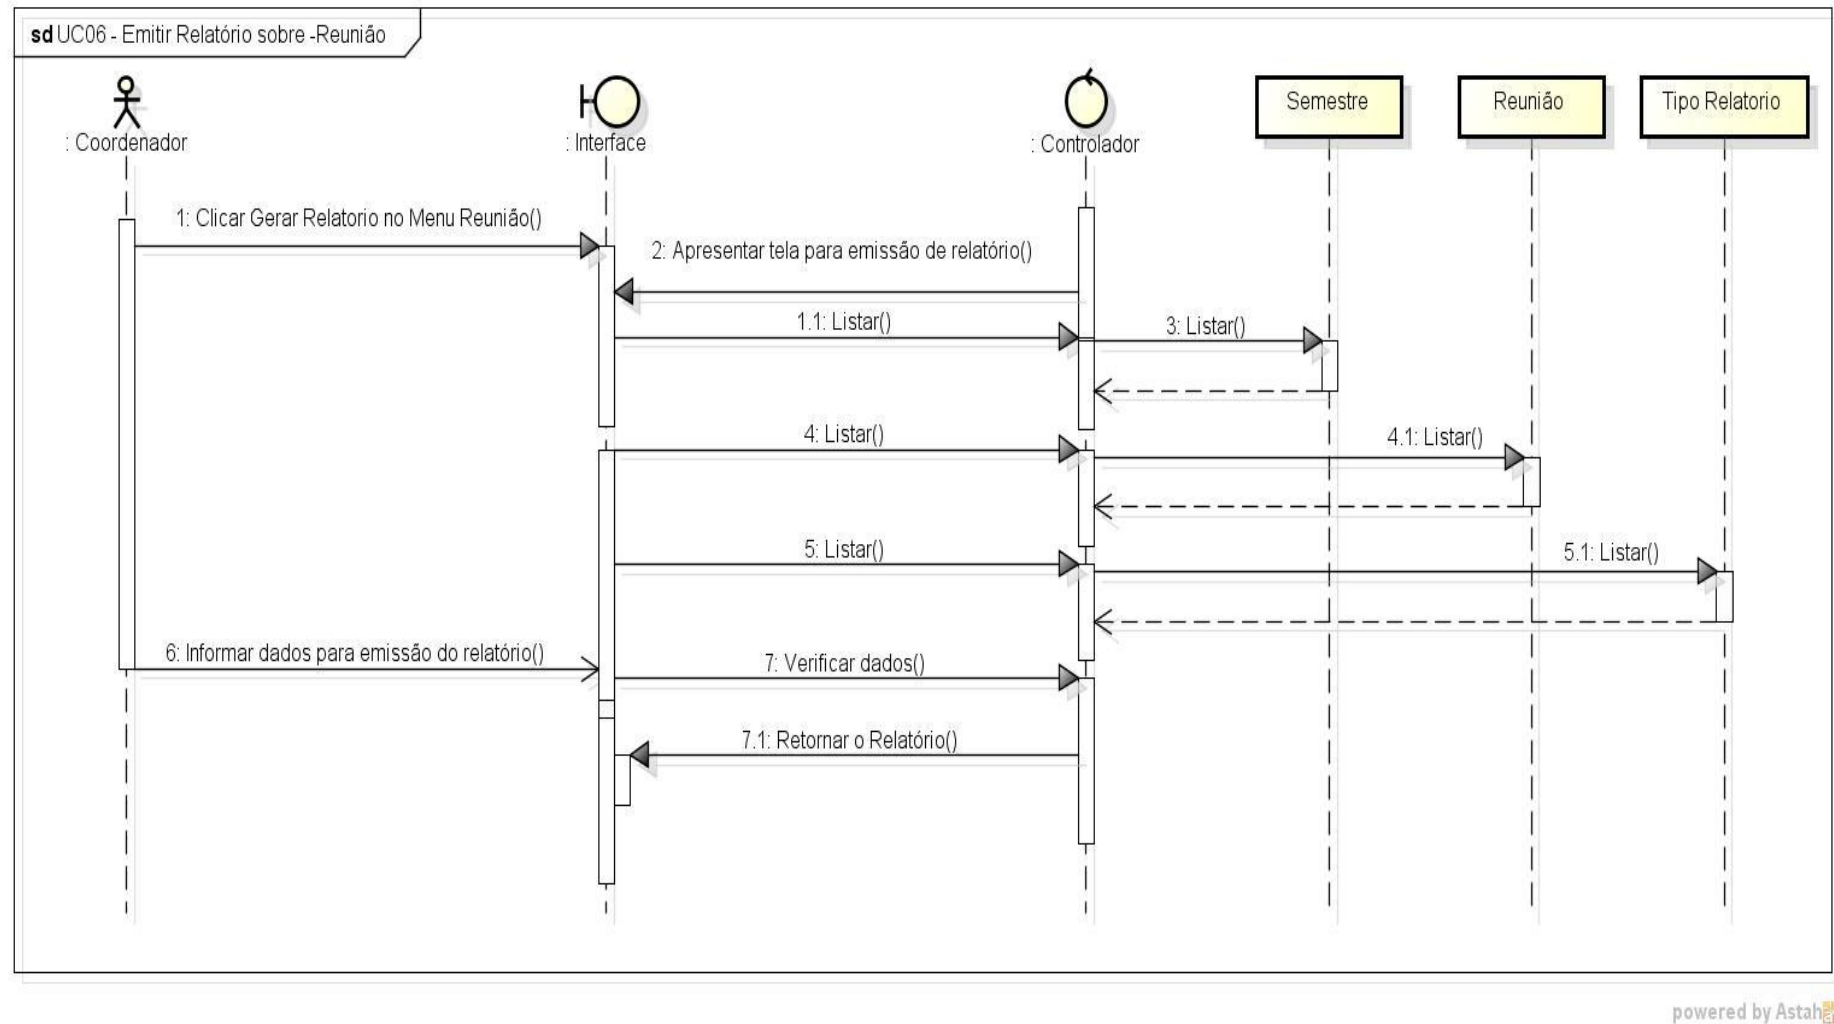 sd UC06 - Emitir Relatório sobre -Reunião
: Coordenador
: Interface
: Controlador
Semestre
Reunião
Tipo Relatorio
1: Clicar Gerar Relatorio no Menu Reunião()
2: Apresentar tela para emissão de relatório()
1.1: Listar()
3: Listar()
4: Listar()
4.1: Listar()
5: Listar()
5.1: Listar()
6: Informar dados para emissão do relatório()
7: Verificar dados()
7.1: Retornar o Relatório()
powered by Astah